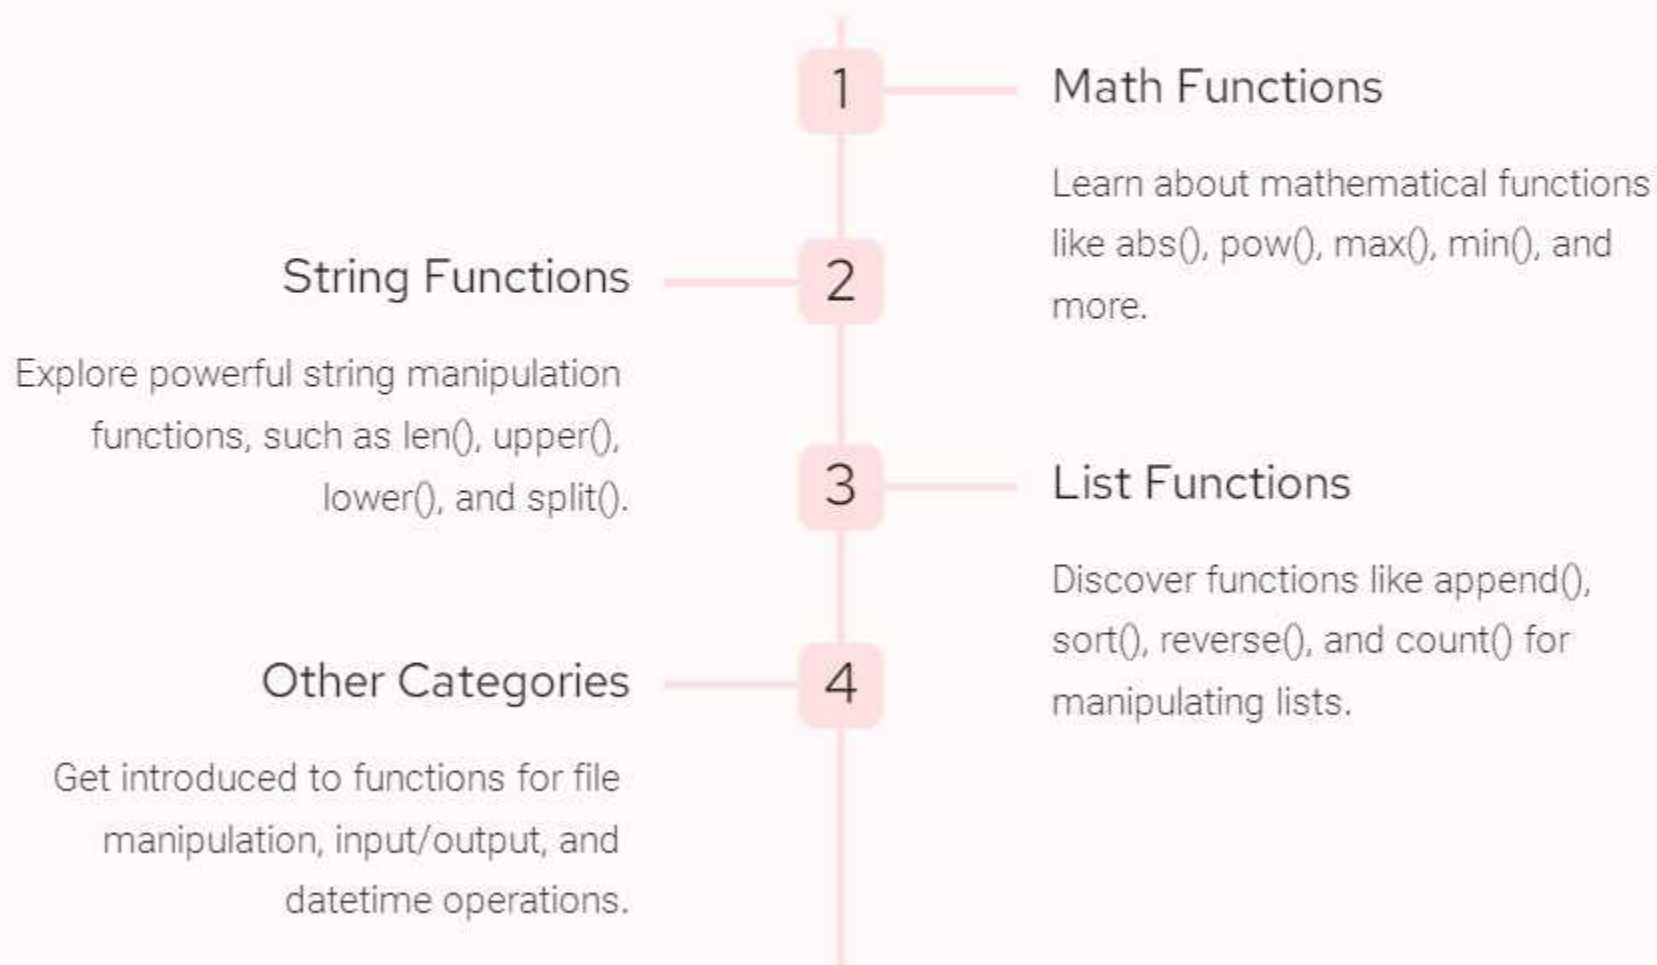 1
Math Functions
Learn about mathematical functions
like abs(), pow(), max(), min(), and
more.
2
String Functions
Explore powerful string manipulation
functions, such as len(), upper(),
lower(), and split().
3
List Functions
Discover functions like append(),
sort(), reverse(), and count() for
manipulating lists.
4
Other Categories
Get introduced to functions for file
manipulation, input/output, and
datetime operations.